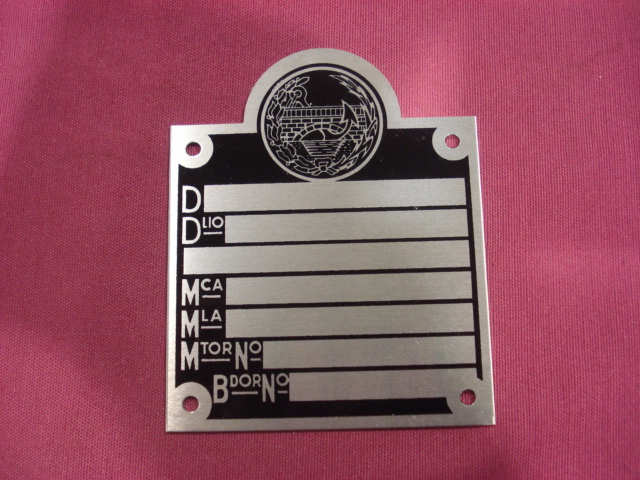 D
DLIO
MCA
MLA
MTOR No
BDOR No